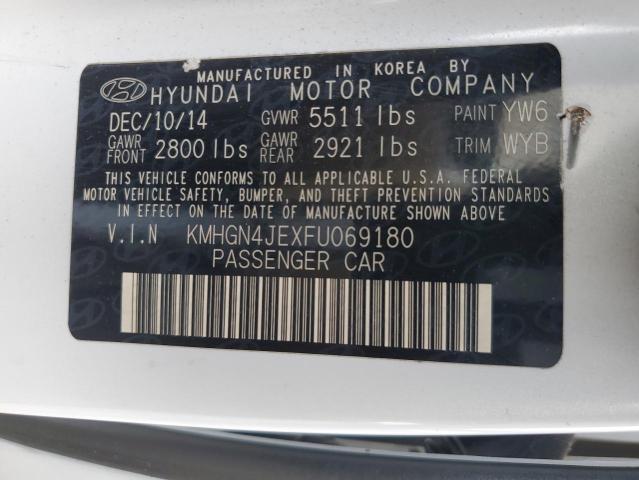 MANUFACTURED IN KOREA BY
HYUNDAI MOTOR COMPANY
DEC/10/14 GVWR 5511 lbs PAINT YW6
GAWR FRONT 2800 lbs GAWR REAR 2921 lbs TRIM WYB
THIS VEHICLE CONFORMS TO ALL APPLICABLE U.S.A. FEDERAL
MOTOR VEHICLE SAFETY, BUMPER, AND THEFT PREVENTION STANDARDS
IN EFFECT ON THE DATE OF MANUFACTURE SHOWN ABOVE
V.I.N KMHGN4JEXFU069180
PASSENGER CAR